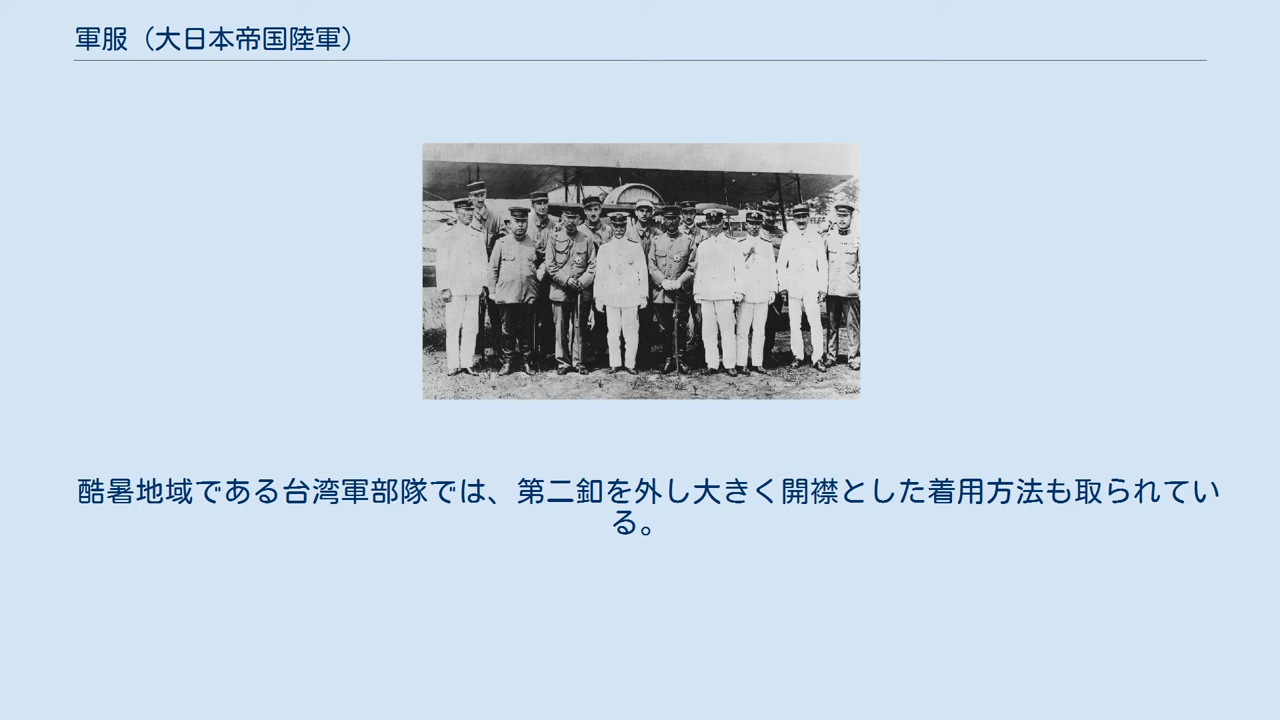 軍服（大日本帝国陸軍）
酷暑地域である台湾軍部隊では、第二釦を外し大きく開襟とした着用方法も取られてい
る。